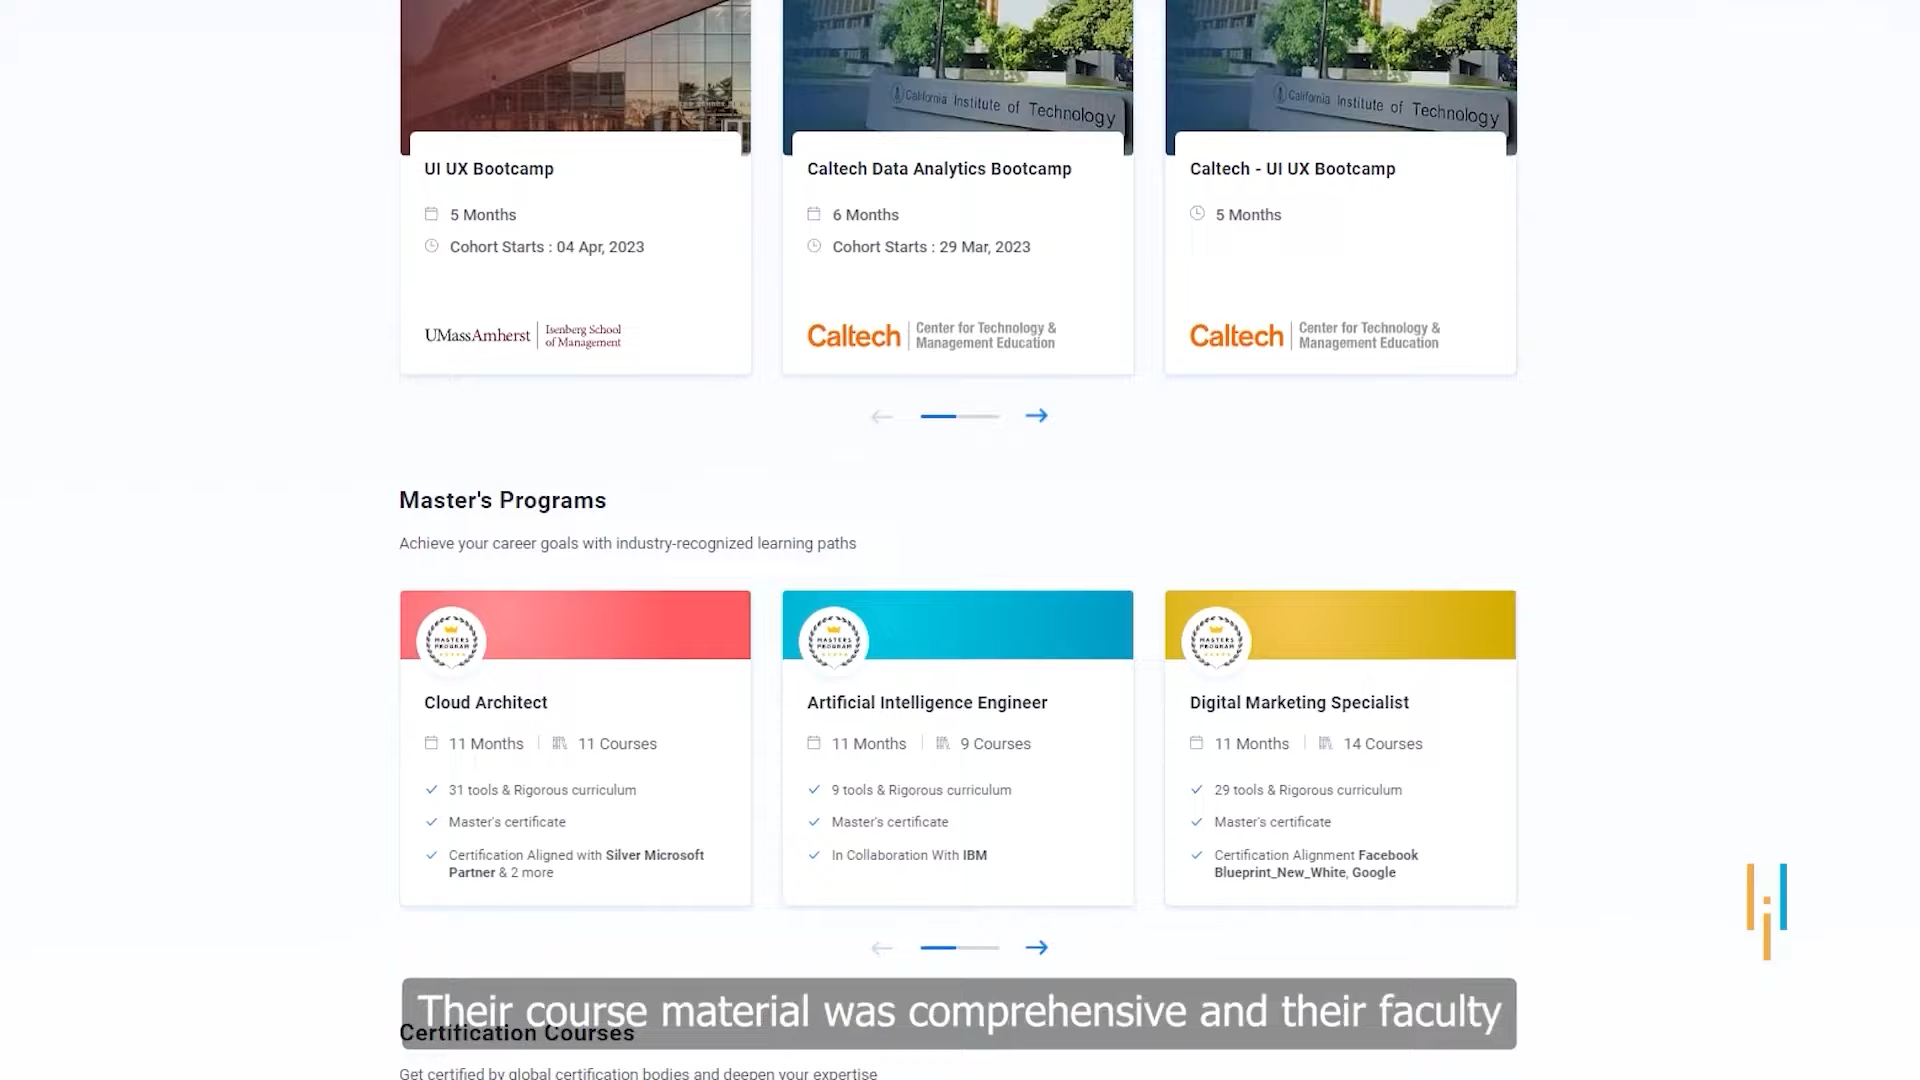 California Institute of Technology
California Institute of Technology
UI UX Bootcamp
Caltech Data Analytics Bootcamp
Caltech - UI UX Bootcamp
5 Months
6 Months
5 Months
Cohort Starts : 04 Apr, 2023
Cohort Starts : 29 Mar, 2023
UMassAmherst
Isenberg School
of Management
Caltech
Center for Technology &
Management Education
Caltech
Center for Technology &
Management Education
Master's Programs
Achieve your career goals with industry-recognized learning paths
MASTERS
PROGRAM
MASTERS
PROGRAM
MASTERS
PROGRAM
Cloud Architect
Artificial Intelligence Engineer
Digital Marketing Specialist
11 Months
11 Courses
11 Months
9 Courses
11 Months
14 Courses
31 tools & Rigorous curriculum
9 tools & Rigorous curriculum
29 tools & Rigorous curriculum
Master's certificate
Master's certificate
Master's certificate
Certification Aligned with Silver Microsoft
Partner & 2 more
In Collaboration With IBM
Certification Alignment Facebook
Blueprint_New_White, Google
Their course material was comprehensive and their faculty
Certification Courses
Get certified by global certification bodies and deepen your expertise